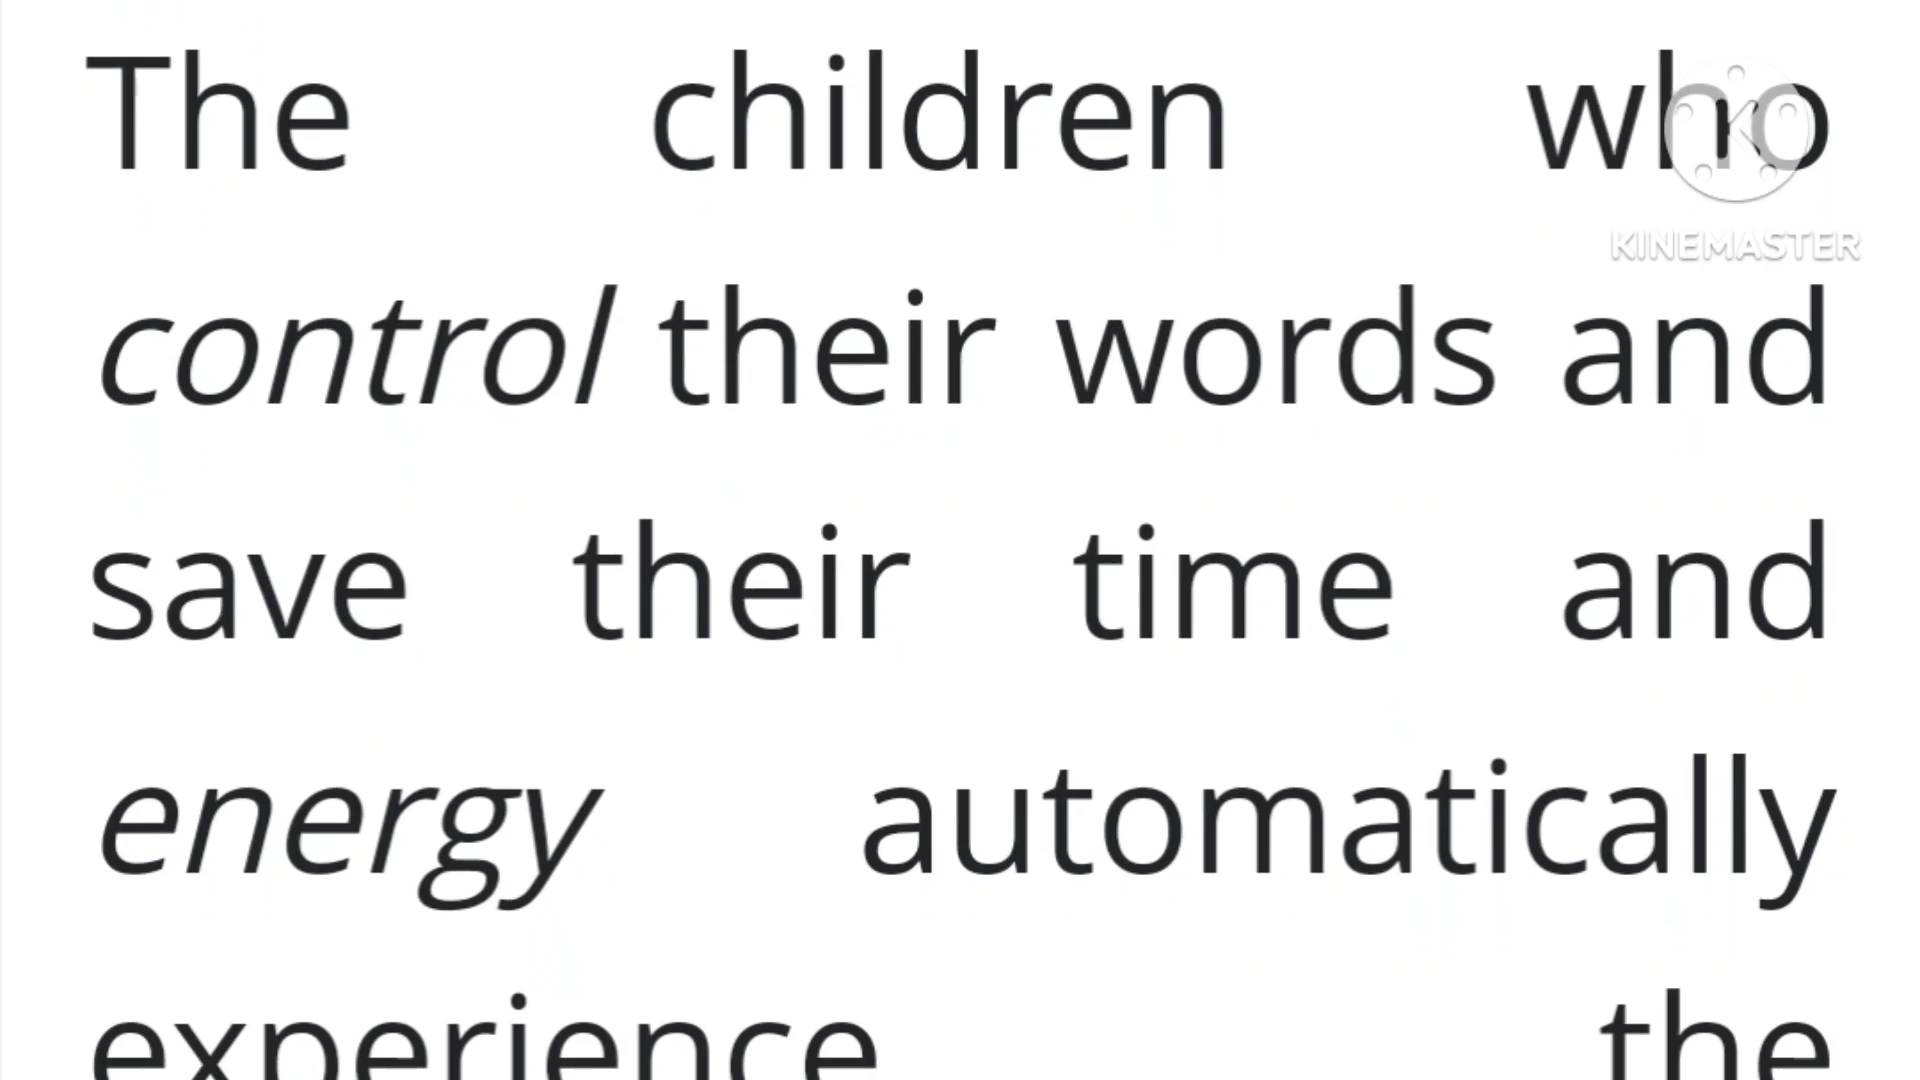 The children who
KINEMASTER
control their words and
save their time and
energy automatically
experience the